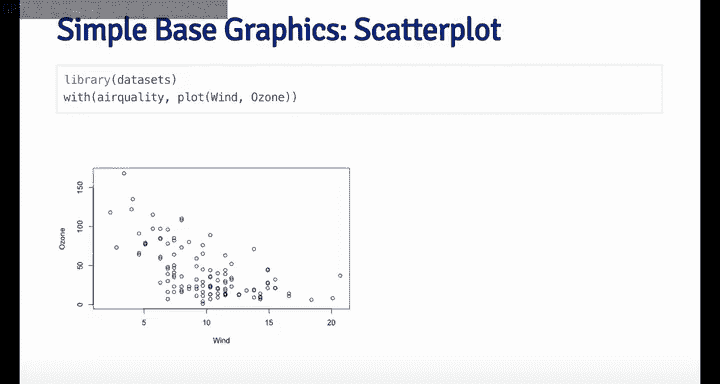 Simple Base Graphics: Scatterplot
library(datasets)
with(airquality, plot(Wind, Ozone))
150
100
50
0
Ozone
5 10 15 20
Wind